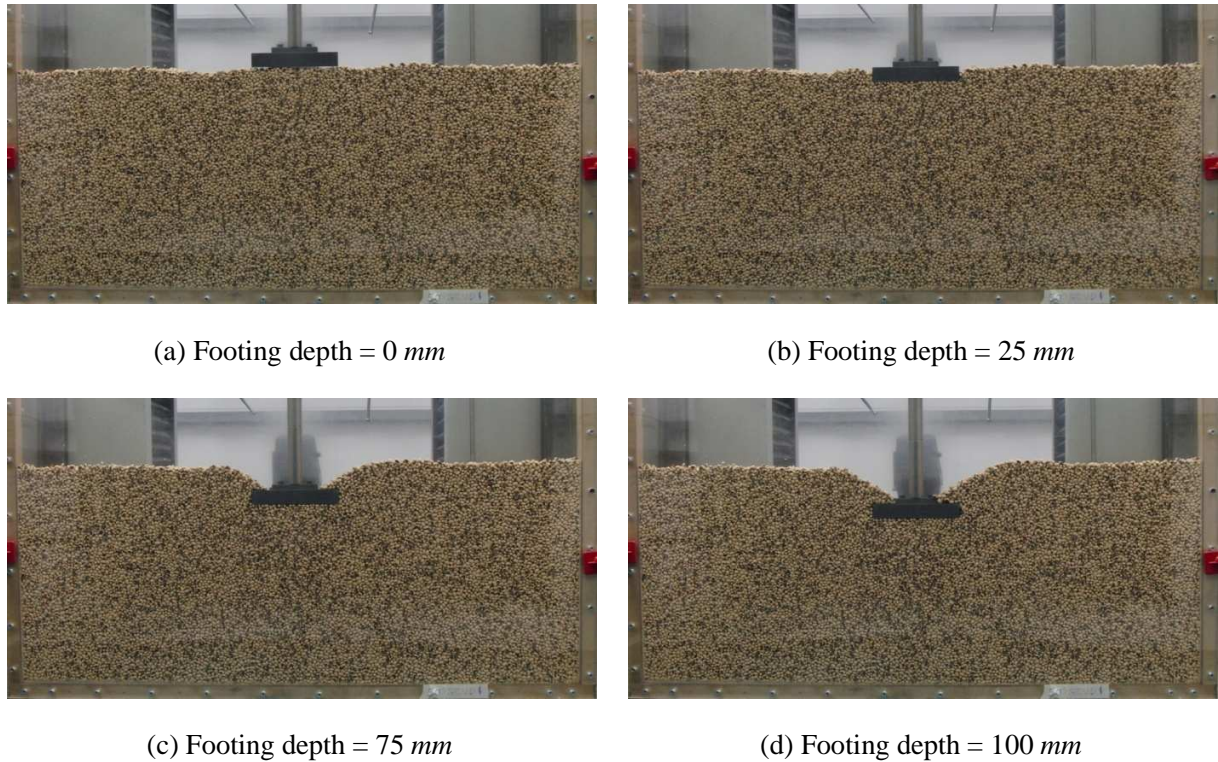 (a) Footing depth = 0 mm
(b) Footing depth = 25 mm
(c) Footing depth = 75 mm
(d) Footing depth = 100 mm